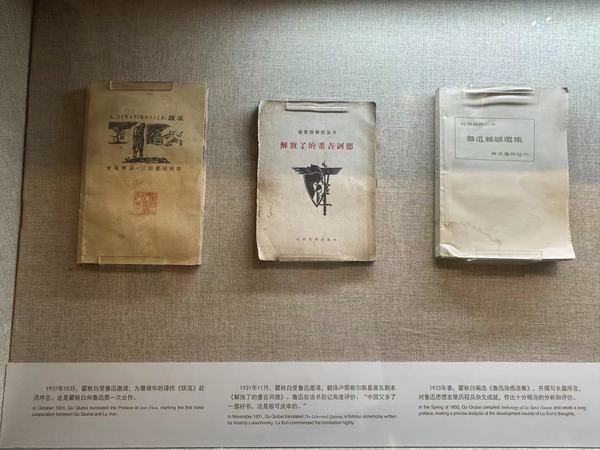 A. SERAFIMOVICH: 鐵流
解放了的董吉訶德
魯迅雜感選集
1931年10月,瞿秋白受鲁迅邀请,为曹靖华的译作《铁流》赶
译序言。这是瞿秋白和鲁迅第一次合作。
In October 1931, Qu Qiubai translated the Preface of Iron Flow, marking the first close
cooperation between Qu Qiubai and Lu Xun.
1931年11月,瞿秋白受鲁迅邀请,翻译卢那察尔斯基著名剧本
《解放了的董吉诃德》。鲁迅在该书后记高度评价:“中国又多了
一部好书,这是极可庆幸的。”
In November 1931, Qu Qiubai translated The Liberated Quixote, a famous screenplay written
by Anatoly Lunacharsky. Lu Xun commended the translation highly.
1933年春,瞿秋白编选《鲁迅杂感选集》,并撰写长篇序言,
对鲁迅思想发展历程及杂文成就,作出十分精当的分析和评价。
In the Spring of 1933, Qu Qiubai compiled Anthology of Lu Xun's Essays and wrote a long
preface, making a precise analysis of the development course of Lu Xun's thoughts.